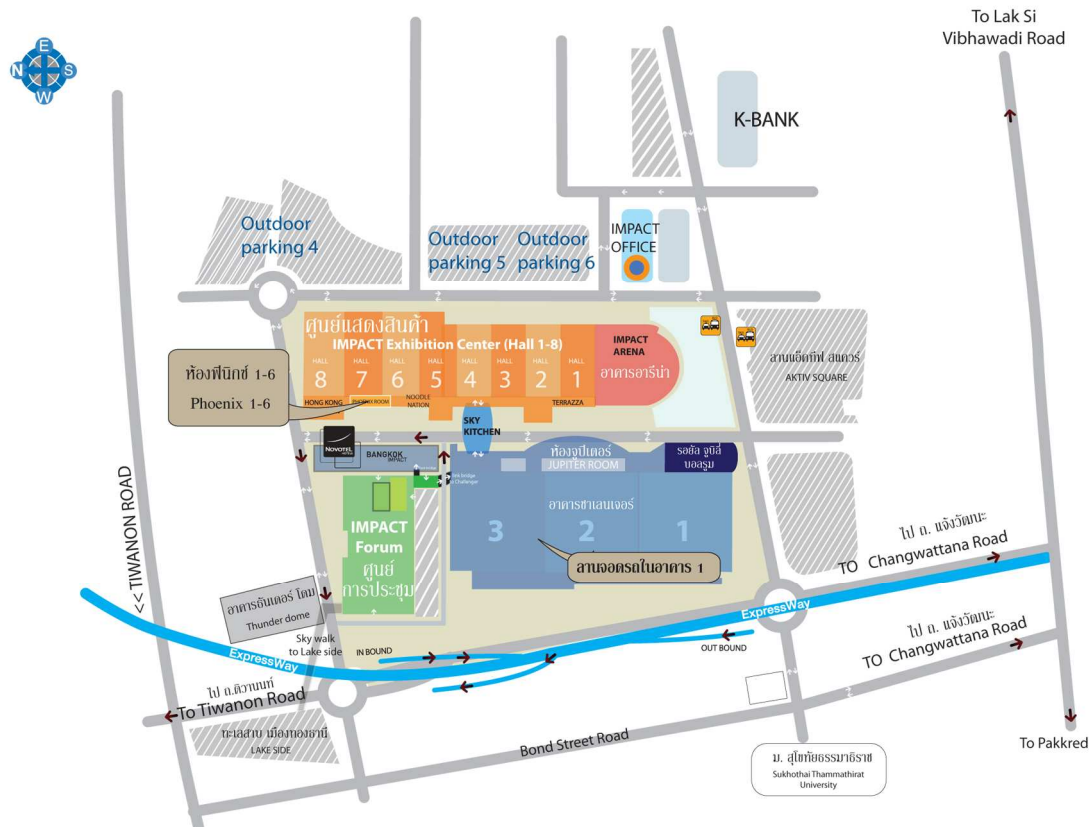 To Lak Si
Vibhawadi Road
E
N
S
W
K-BANK
Outdoor
parking 4
Outdoor
parking 5
Outdoor
parking 6
IMPACT
OFFICE
ศูนย์แสดงสินค้า
IMPACT Exhibition Center (Hall 1-8)
HALL
8
HALL
7
HALL
6
HALL
5
HALL
4
HALL
3
HALL
2
HALL
1
IMPACT
ARENA
อาคารอารีน่า
ลานแอ็คทีฟ สแควร์
AKTIV SQUARE
ห้องฟีนิกซ์ 1-6
Phoenix 1-6
HONG KONG
PHOENIX ROOM
NOODLE
NATION
TERRAZZA
SKY
KITCHEN
NOVOTEL
BANGKOK
IMPACT
ห้องจูปีเตอร์
JUPITER ROOM
รอยัล จูบิลี่
บอลรูม
อาคารชาเลนเจอร์
3
2
1
IMPACT
Forum
ศูนย์
การประชุม
ลานจอดรถในอาคาร 1
<< TIWANON ROAD
อาคารธันเดอร์ โดม
Thunder dome
Sky walk
to Lake side
IN BOUND
OUT BOUND
ExpressWay
ExpressWay
ไป ถ. แจ้งวัฒนะ
TO Changwattana Road
ไป ถ. แจ้งวัฒนะ
TO Changwattana Road
ไป ถ.ติวานนท์
To Tiwanon Road
ทะเลสาบ เมืองทองธานี
LAKE SIDE
Bond Street Road
ม. สุโขทัยธรรมาธิราช
Sukhothai Thammathirat
University
To Pakkred